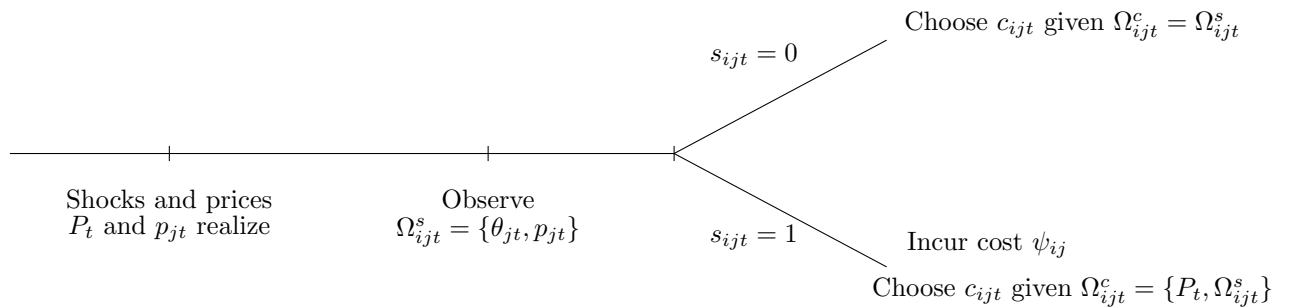 Choose $c_{ijt}$ given $\Omega^c_{ijt} = \Omega^s_{ijt}$
$s_{ijt} = 0$
Shocks and prices
$P_t$ and $p_{jt}$ realize
Observe
$\Omega^s_{ijt} = \{\theta_{jt}, p_{jt}\}$
$s_{ijt} = 1$
Incur cost $\psi_{ij}$
Choose $c_{ijt}$ given $\Omega^c_{ijt} = \{P_t, \Omega^s_{ijt}\}$